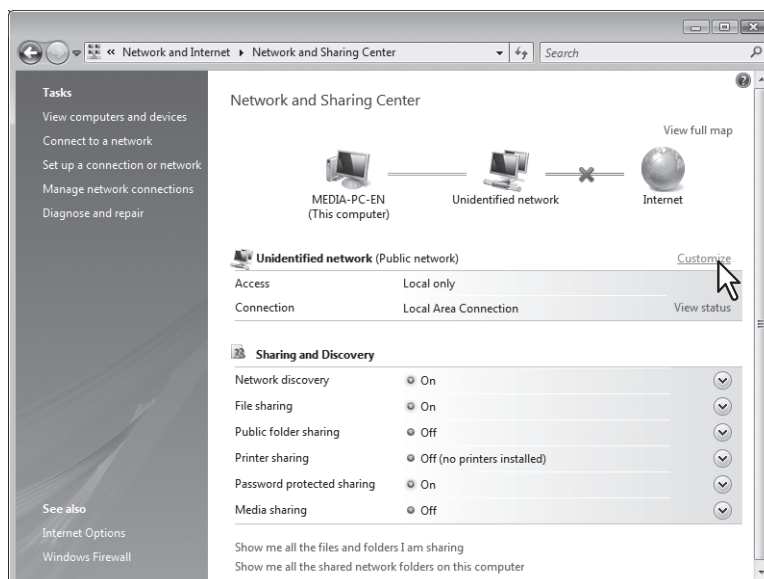 « Network and Internet ▸ Network and Sharing Center
Search
Tasks
View computers and devices
Connect to a network
Set up a connection or network
Manage network connections
Diagnose and repair
Network and Sharing Center
View full map
MEDIA-PC-EN
(This computer)
Unidentified network
Internet
Unidentified network (Public network)
Customize
Access Local only
Connection Local Area Connection View status
Sharing and Discovery
Network discovery On
File sharing On
Public folder sharing Off
Printer sharing Off (no printers installed)
Password protected sharing On
Media sharing Off
See also
Internet Options
Windows Firewall
Show me all the files and folders I am sharing
Show me all the shared network folders on this computer